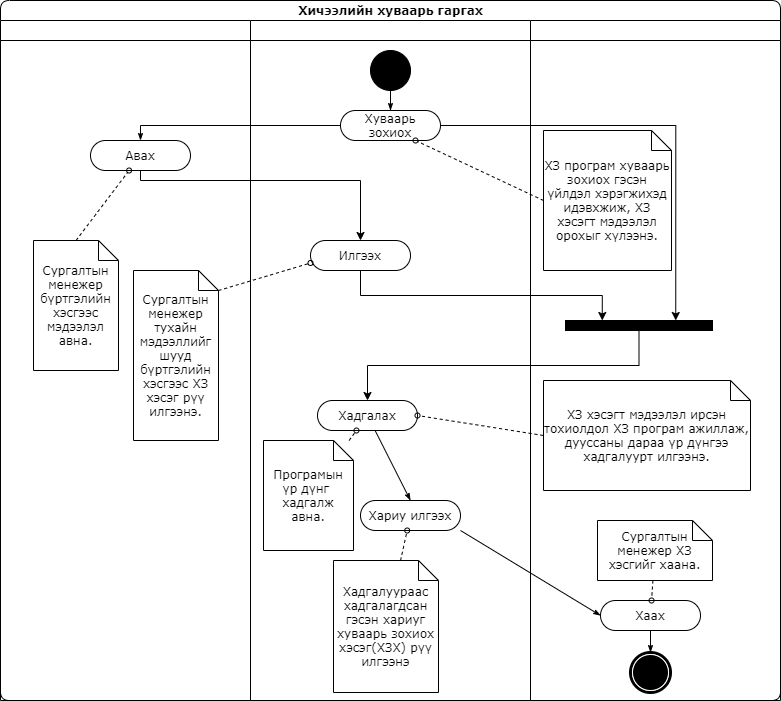 Хичээлийн хуваарь гаргах
Хуваарь
зохиох
Авах
ХЗ програм хуваарь
зохиох гэсэн
үйлдэл хэрэгжихэд
идэвхжиж, ХЗ
хэсэгт мэдээлэл
орохыг хүлээнэ.
Илгээх
Сургалтын
менежер
бүртгэлийн
хэсгээс
мэдээлэл
авна.
Сургалтын
менежер
тухайн
мэдээллийг
шууд
бүртгэлийн
хэсгээс ХЗ
хэсэг рүү
илгээнэ.
Хадгалах
ХЗ хэсэгт мэдээлэл ирсэн
тохиолдол ХЗ програм ажиллаж,
дууссаны дараа үр дүнгээ
хадгалуурт илгээнэ.
Програмын
үр дүнг
хадгалж
авна.
Хариу илгээх
Сургалтын
менежер ХЗ
хэсгийг хаана.
Хадгалуураас
хадгалагдсан
гэсэн хариуг
хуваарь зохиох
хэсэг(ХЗХ) рүү
илгээнэ
Хаах